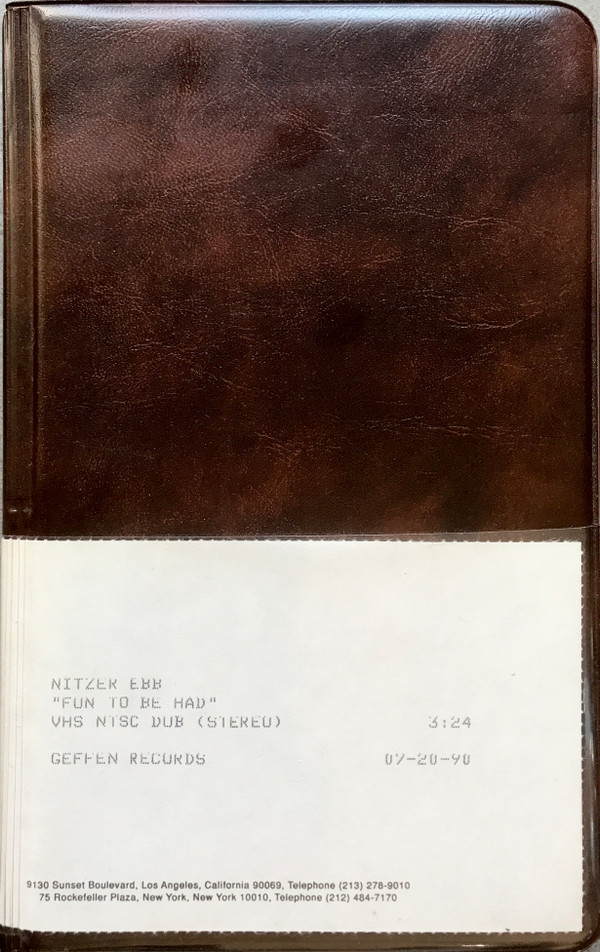 NITZER EBB
"FUN TO BE HAD"
VHS NTSC DUB (STEREO) 3:24
GEFFEN RECORDS 07-20-90
9130 Sunset Boulevard, Los Angeles, California 90069, Telephone (213) 278-9010
75 Rockefeller Plaza, New York, New York 10010, Telephone (212) 484-7170